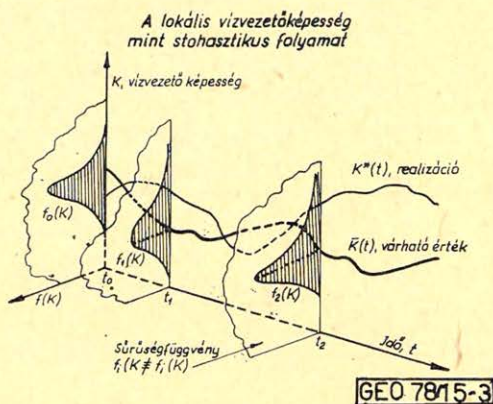 A lokális vízvezetőképesség
mint stohasztikus folyamat
K, vízvezető képesség
K*(t), realizáció
f₀(K)
K̄(t), várható érték
f₁(K)
f₂(K)
t₀
f(K)
t₁
t₂
Idő, t
Sűrűségfüggvény
fᵢ(K ≢ fⱼ(K)
GEO 78/15-3